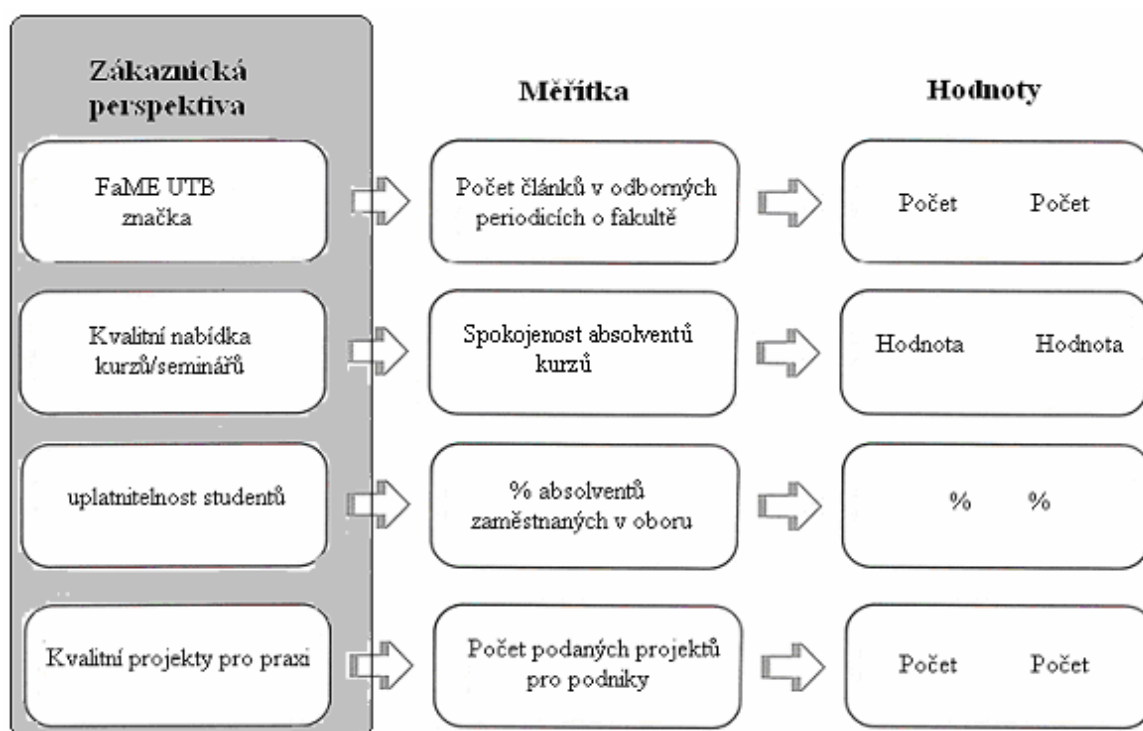 Zákaznická
perspektiva
Měřítka
Hodnoty
FaME UTB
značka
Počet článků v odborných
periodicích o fakultě
Počet Počet
Kvalitní nabídka
kurzů/seminářů
Spokojenost absolventů
kurzů
Hodnota Hodnota
uplatnitelnost studentů
% absolventů
zaměstnaných v oboru
% %
Kvalitní projekty pro praxi
Počet podaných projektů
pro podniky
Počet Počet